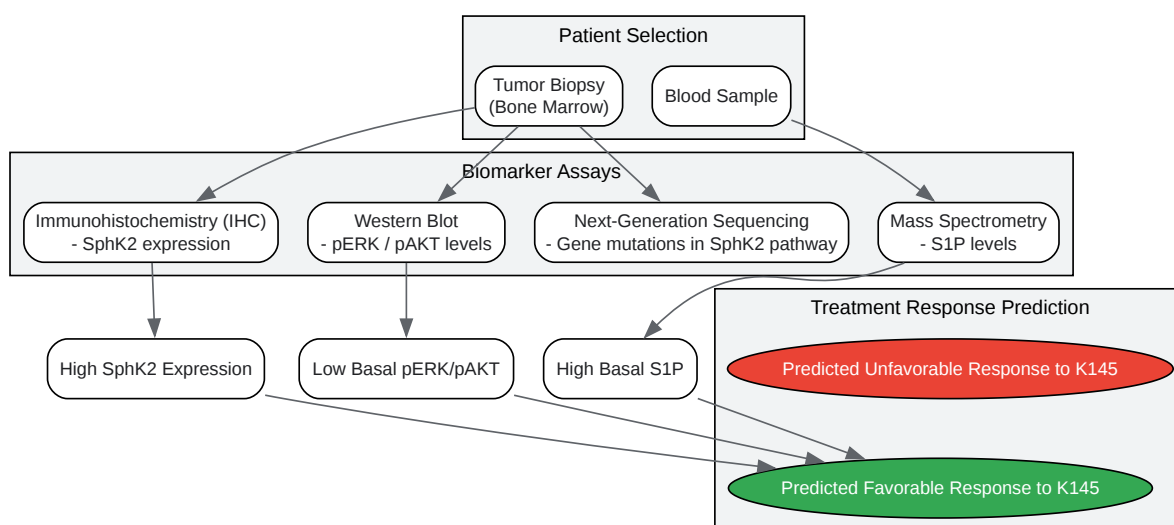 Patient Selection
Tumor Biopsy
(Bone Marrow)
Blood Sample
Biomarker Assays
Immunohistochemistry (IHC)
- SphK2 expression
Western Blot
- pERK / pAKT levels
Next-Generation Sequencing
- Gene mutations in SphK2 pathway
Mass Spectrometry
- S1P levels
Treatment Response Prediction
High SphK2 Expression
Low Basal pERK/pAKT
High Basal S1P
Predicted Unfavorable Response to K145
Predicted Favorable Response to K145